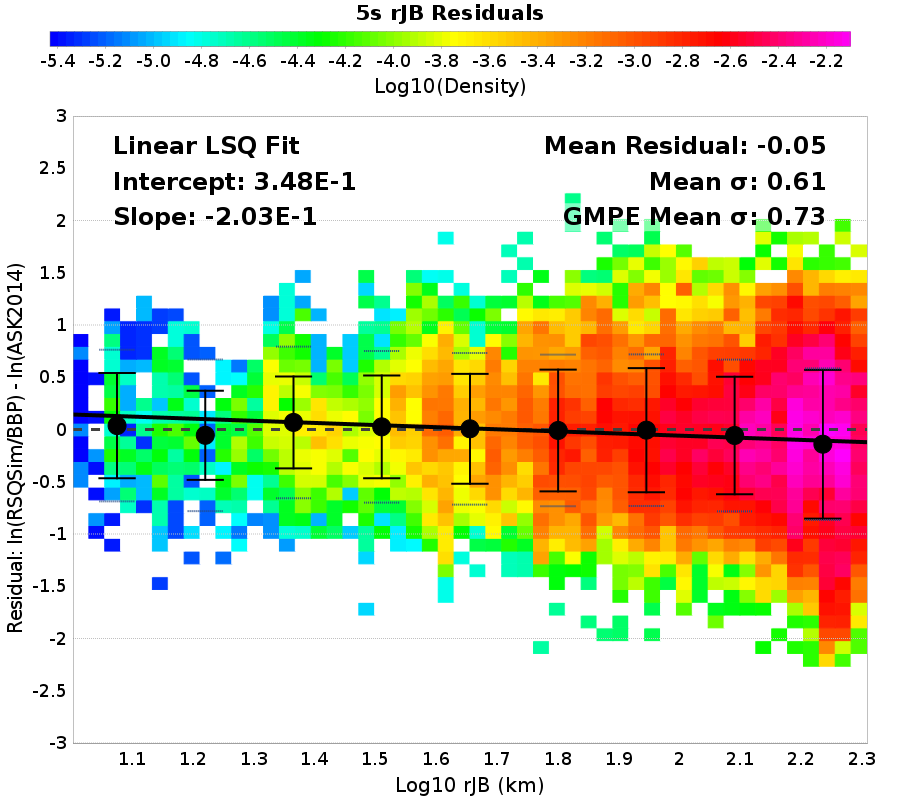 5s rJB Residuals
-5.4 -5.2 -5.0 -4.8 -4.6 -4.4 -4.2 -4.0 -3.8 -3.6 -3.4 -3.2 -3.0 -2.8 -2.6 -2.4 -2.2
Log10(Density)
Linear LSQ Fit
Intercept: 3.48E-1
Slope: -2.03E-1
Mean Residual: -0.05
Mean σ: 0.61
GMPE Mean σ: 0.73
Residual: ln(RSQSim/BBP) - ln(ASK2014)
3
2.5
2
1.5
1
0.5
0
-0.5
-1
-1.5
-2
-2.5
-3
1.1 1.2 1.3 1.4 1.5 1.6 1.7 1.8 1.9 2 2.1 2.2 2.3
Log10 rJB (km)